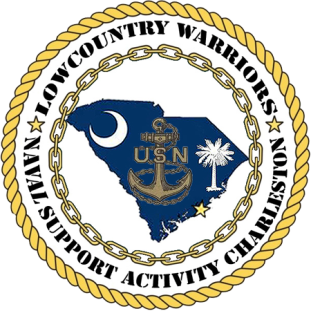 LOWCOUNTRY WARRIORS
USN
NAVAL SUPPORT ACTIVITY CHARLESTON